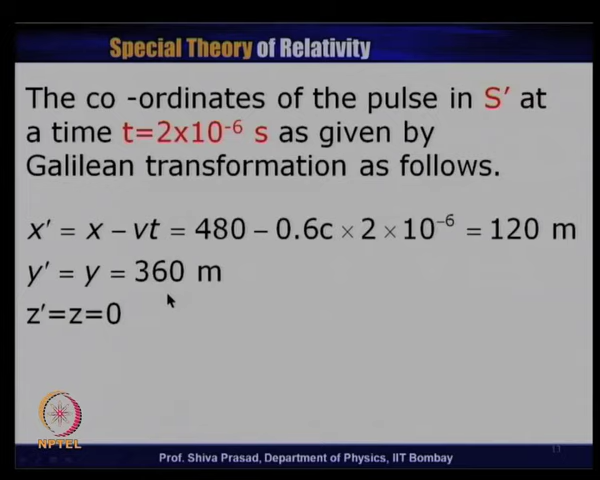 Special Theory of Relativity
The co -ordinates of the pulse in S′ at
a time t=2x10⁻⁶ s as given by
Galilean transformation as follows.
x′ = x − vt = 480 − 0.6c × 2 × 10⁻⁶ = 120 m
y′ = y = 360 m
z′=z=0
NPTEL
Prof. Shiva Prasad, Department of Physics, IIT Bombay
11